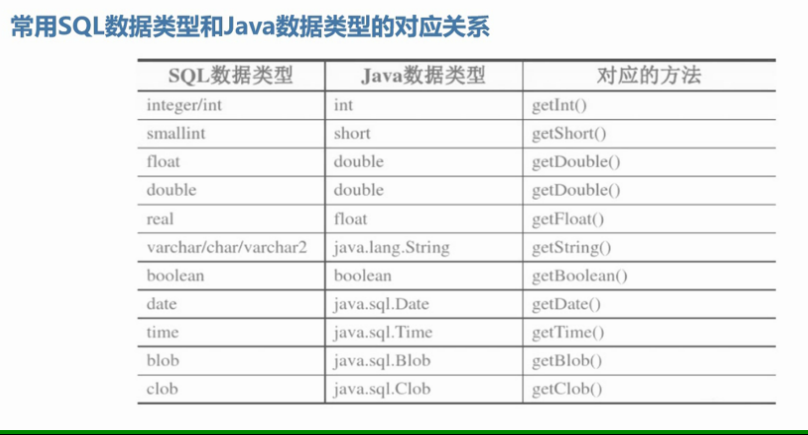 常用SQL数据类型和Java数据类型的对应关系
SQL数据类型 Java数据类型 对应的方法
integer/int int getInt()
smallint short getShort()
float double getDouble()
double double getDouble()
real float getFloat()
varchar/char/varchar2 java.lang.String getString()
boolean boolean getBoolean()
date java.sql.Date getDate()
time java.sql.Time getTime()
blob java.sql.Blob getBlob()
clob java.sql.Clob getClob()